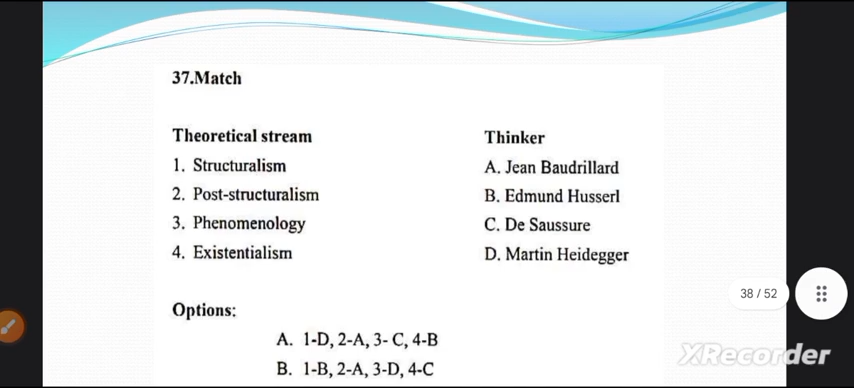 37.Match
Theoretical stream
Thinker
1. Structuralism
A. Jean Baudrillard
2. Post-structuralism
B. Edmund Husserl
3. Phenomenology
C. De Saussure
4. Existentialism
D. Martin Heidegger
38 / 52
Options:
A. 1-D, 2-A, 3- C, 4-B
B. 1-B, 2-A, 3-D, 4-C
XRecorder